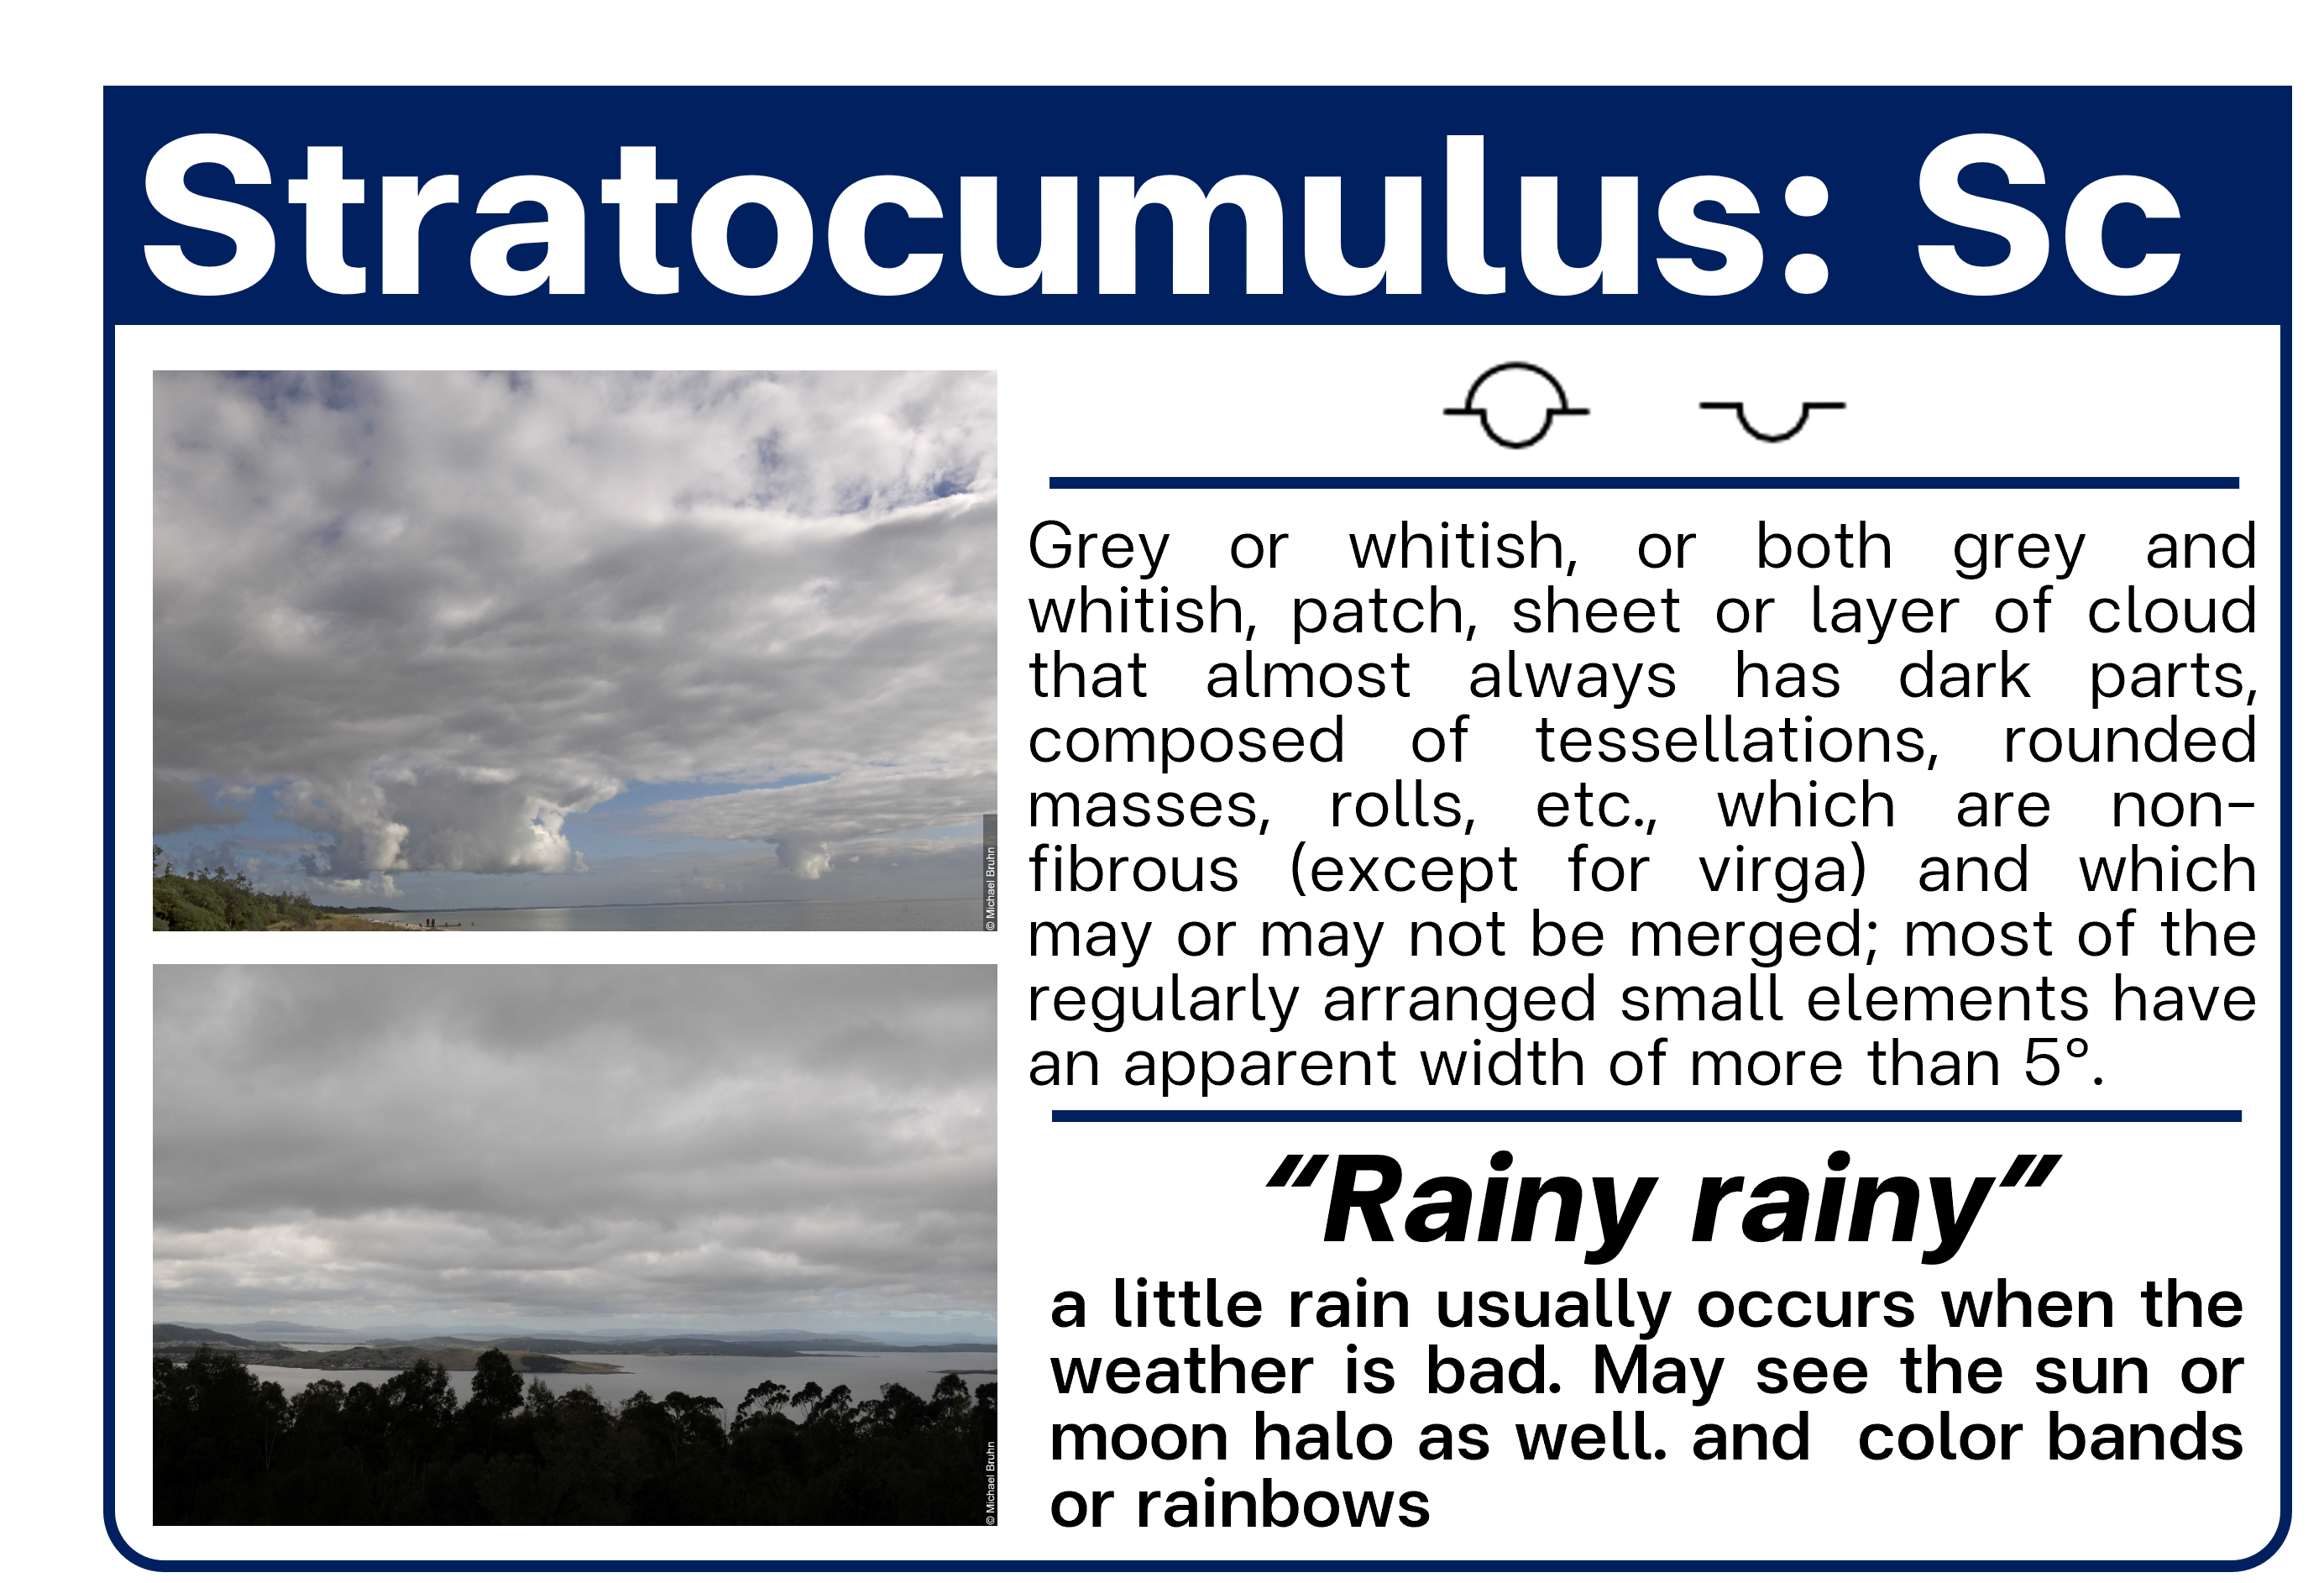 Stratocumulus: Sc
Grey or whitish, or both grey and
whitish, patch, sheet or layer of cloud
that almost always has dark parts,
composed of tessellations, rounded
masses, rolls, etc., which are non-
fibrous (except for virga) and which
may or may not be merged; most of the
regularly arranged small elements have
an apparent width of more than 5°.
© Michael Bruhn
© Michael Bruhn
"Rainy rainy"
a little rain usually occurs when the
weather is bad. May see the sun or
moon halo as well. and  color bands
or rainbows